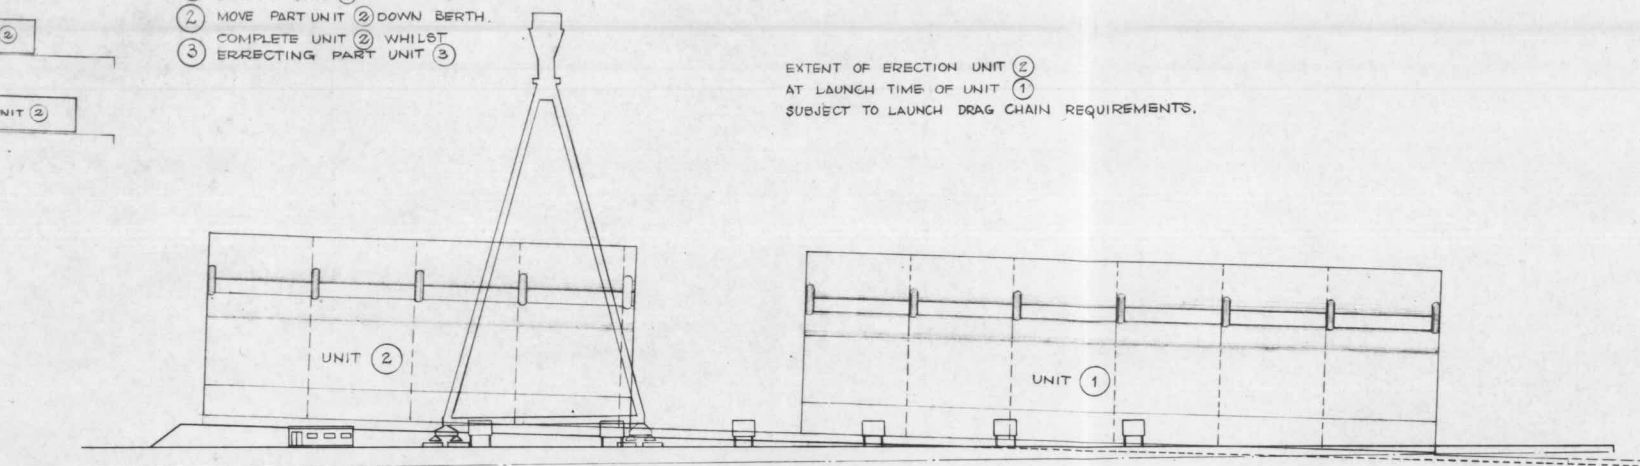 ② MOVE PART UNIT ② DOWN BERTH.
③ COMPLETE UNIT ② WHILST
ERRECTING PART UNIT ③
②
NIT ②
EXTENT OF ERECTION UNIT ②
AT LAUNCH TIME OF UNIT ①
SUBJECT TO LAUNCH DRAG CHAIN REQUIREMENTS.
UNIT ②
UNIT ①